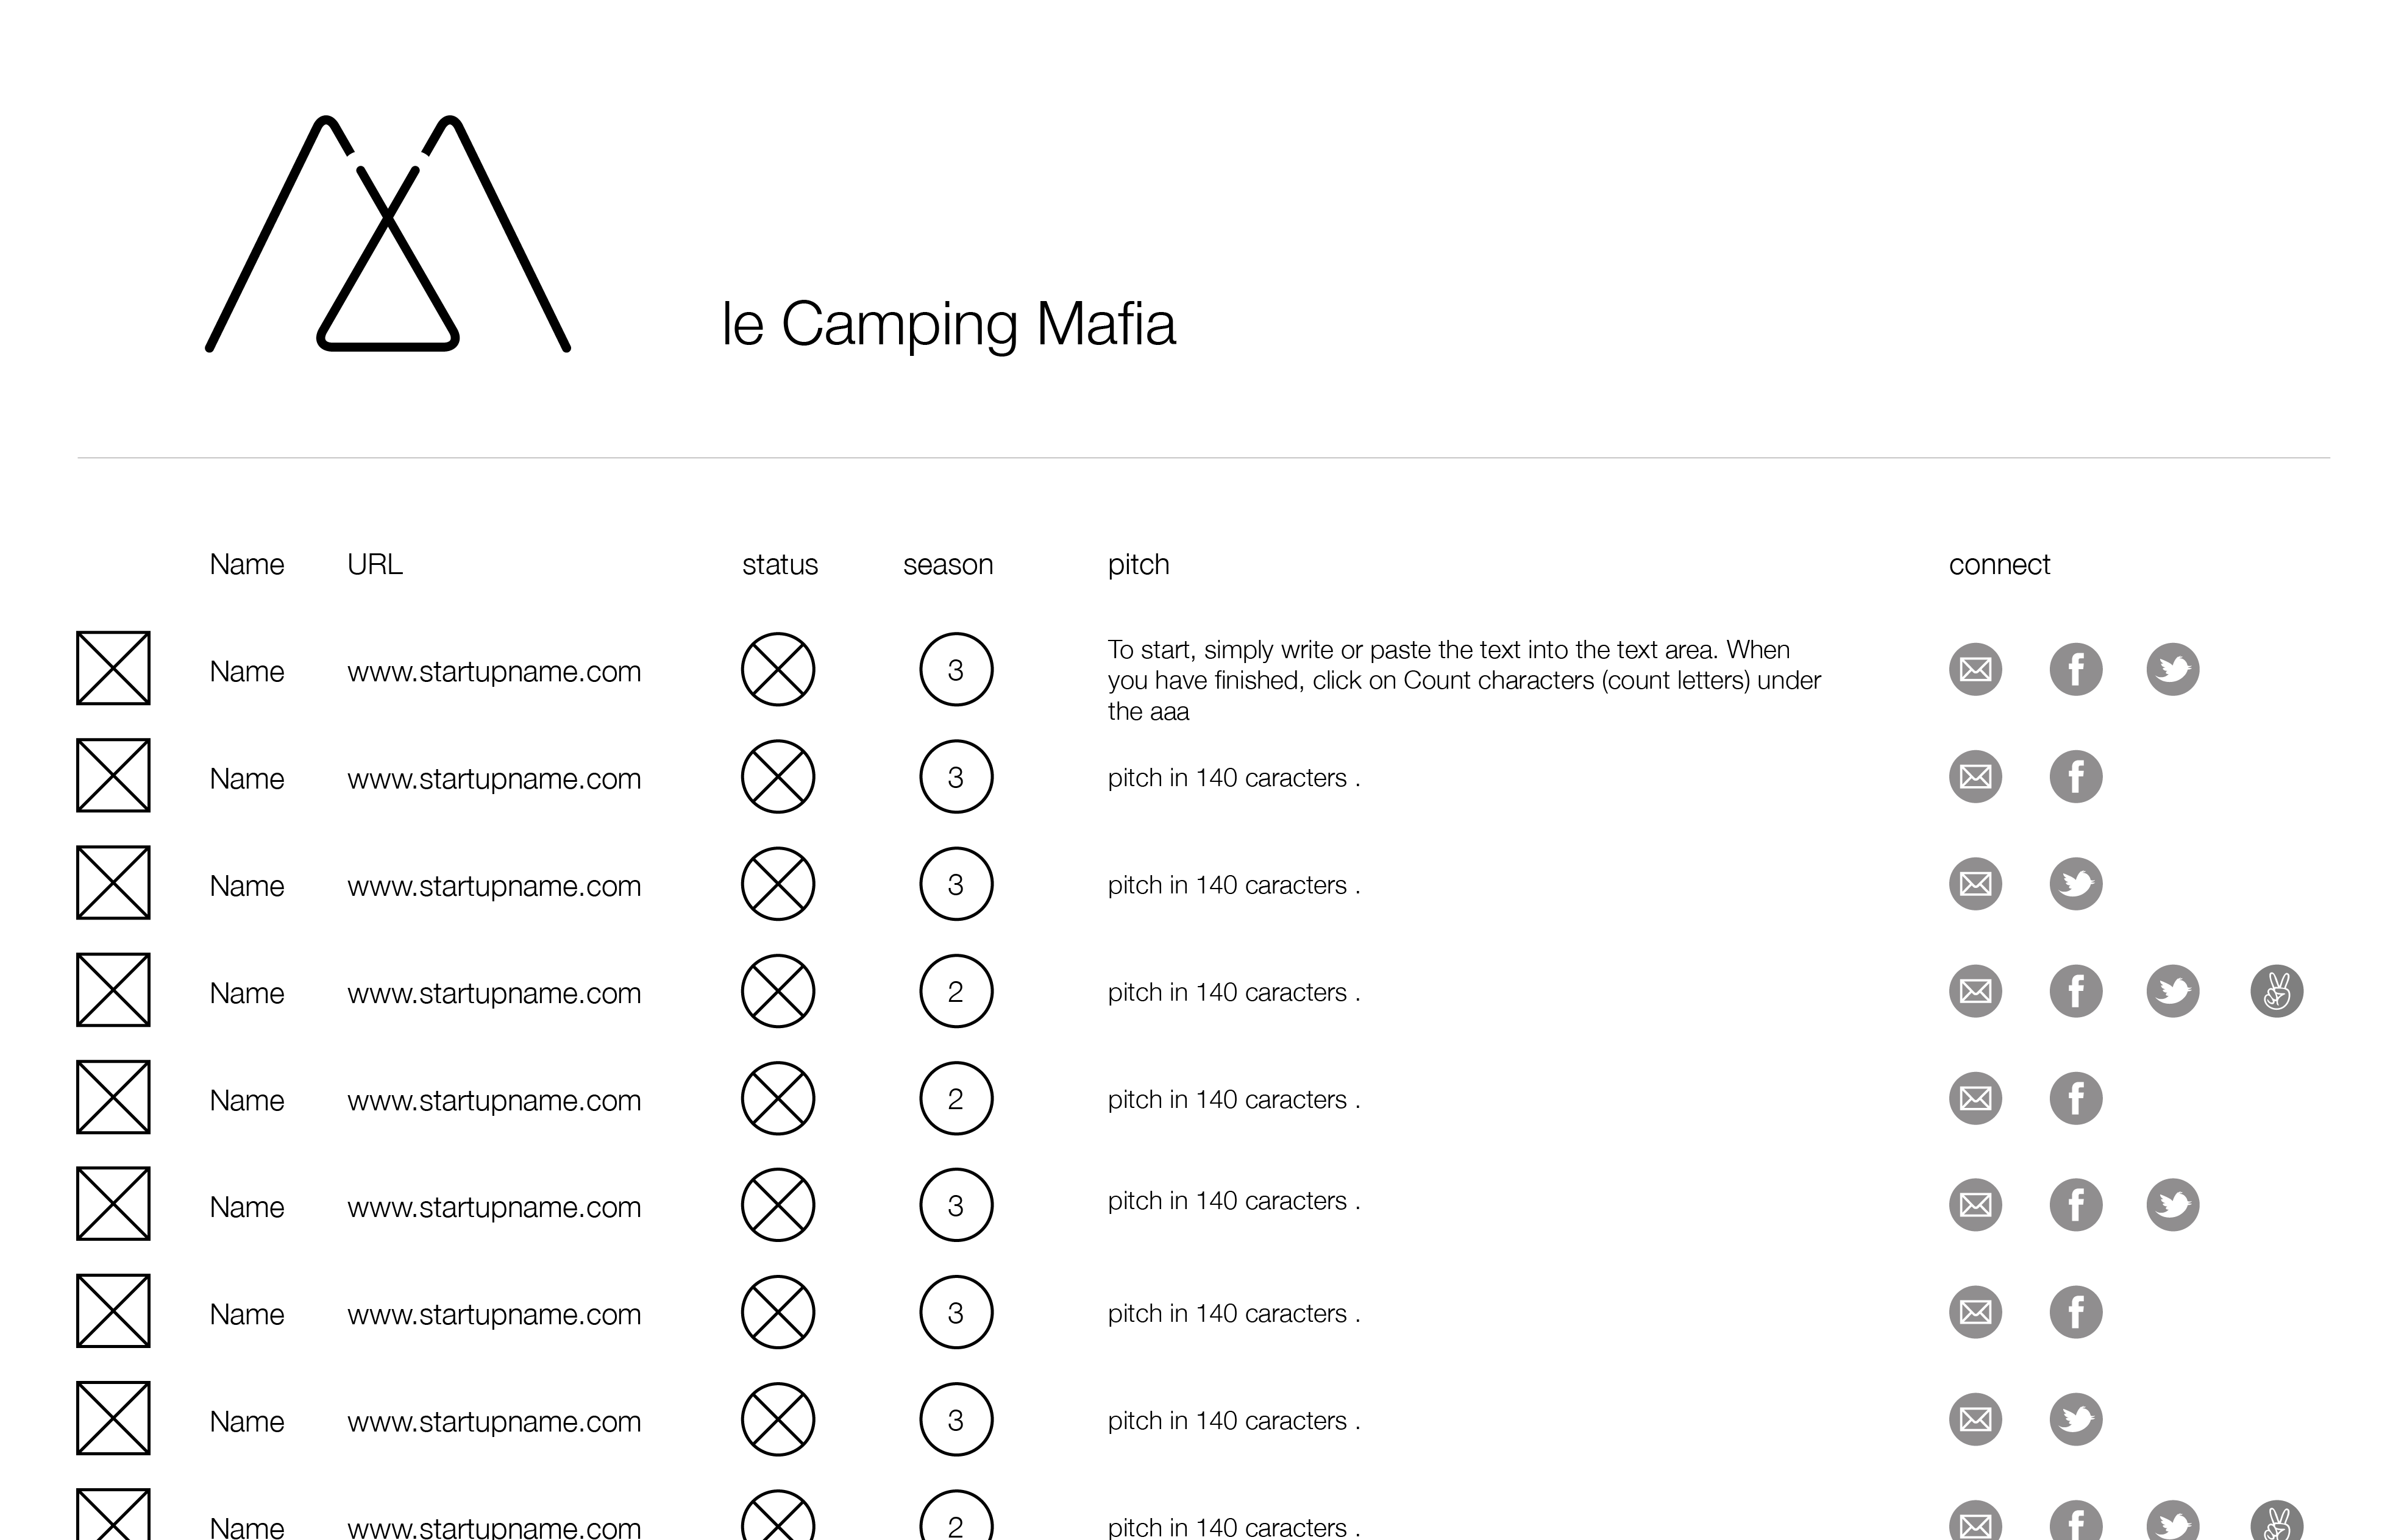 le Camping Mafia
Name URL status season pitch connect
Name www.startupname.com 3 To start, simply write or paste the text into the text area. When
you have finished, click on Count characters (count letters) under
the aaa
Name www.startupname.com 3 pitch in 140 caracters .
Name www.startupname.com 3 pitch in 140 caracters .
Name www.startupname.com 2 pitch in 140 caracters .
Name www.startupname.com 2 pitch in 140 caracters .
Name www.startupname.com 3 pitch in 140 caracters .
Name www.startupname.com 3 pitch in 140 caracters .
Name www.startupname.com 3 pitch in 140 caracters .
Name www.startupname.com 2 pitch in 140 caracters .